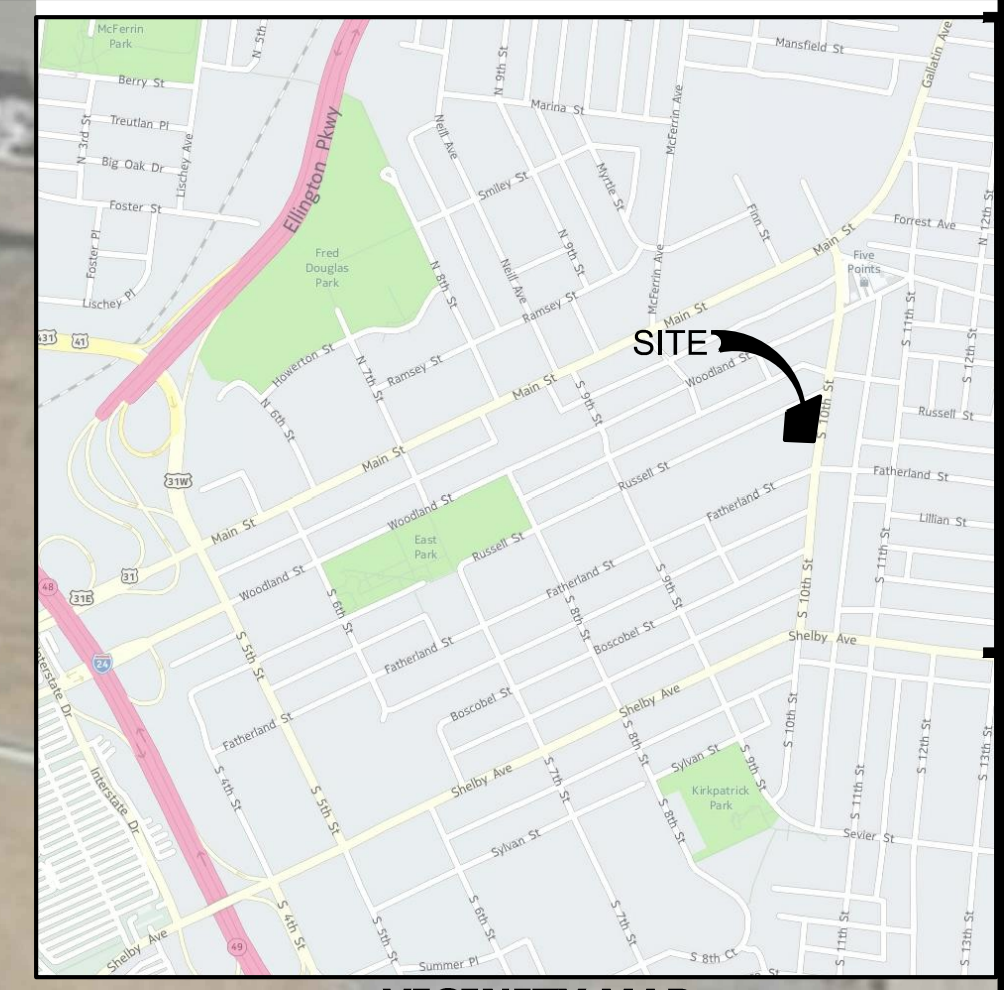 McFerrin
Park
N 5th
Berry St
Treutlan Pl
N 3rd St
Lischey Ave
Big Oak Dr
Foster St
Foster Pl
Lischey Pl
Ellington Pkwy
N 9th St
Marina St
McFerrin Ave
Mansfield St
Gallatin Ave
Neill Ave
Smiley St
Myrtle St
Finn St
Main St
Forrest Ave
N 12th St
Five
Points
Fred
Douglas
Park
N 8th St
Neill Ave
N 9th St
McFerrin Ave
Ramsey St
Main St
SITE
Woodland St
S 11th St
S 12th St
431
41
Howerton St
N 7th St
Ramsey St
N 6th St
Main St
S 9th St
S 10th St
Russell St
Main St
Russell St
Fatherland St
31W
Woodland St
Fatherland St
Lillian St
Main St
East
Park
Russell St
S 11th St
31
31E
48
Woodland St
S 6th St
Fatherland St
S 9th St
S 10th St
S 8th St
Boscobel St
Shelby Ave
24
S 5th St
Fatherland St
Interstate Dr
Boscobel St
Shelby Ave
S 10th St
Fatherland St
S 8th St
Sylvan St
S 9th St
S 12th St
S 13th St
Shelby Ave
S 7th St
Kirkpatrick
Park
S 11th St
S 4th St
Interstate Dr
S 5th St
S 8th St
Sevier St
Sylvan St
49
S 4th St
S 5th St
S 6th St
S 7th St
S 11th St
S 13th St
Shelby Ave
Summer Pl
S 8th Ct